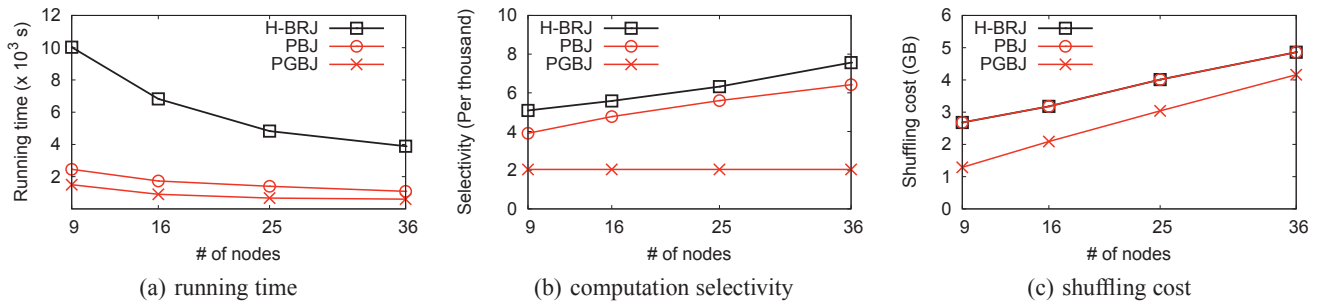 Running time (x 10³ s)
12
10
8
6
4
2
9
16
25
36
# of nodes
H-BRJ
PBJ
PGBJ
(a) running time
Selectivity (Per thousand)
10
8
6
4
2
0
9
16
25
36
# of nodes
H-BRJ
PBJ
PGBJ
(b) computation selectivity
Shuffling cost (GB)
6
5
4
3
2
1
0
9
16
25
36
# of nodes
H-BRJ
PBJ
PGBJ
(c) shuffling cost